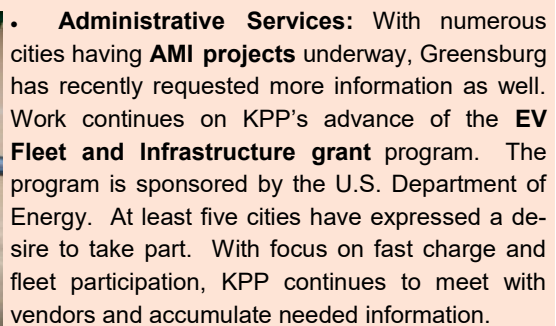 • Administrative Services: With numerous
cities having AMI projects underway, Greensburg
has recently requested more information as well.
Work continues on KPP's advance of the EV
Fleet and Infrastructure grant program. The
program is sponsored by the U.S. Department of
Energy. At least five cities have expressed a de-
sire to take part. With focus on fast charge and
fleet participation, KPP continues to meet with
vendors and accumulate needed information.